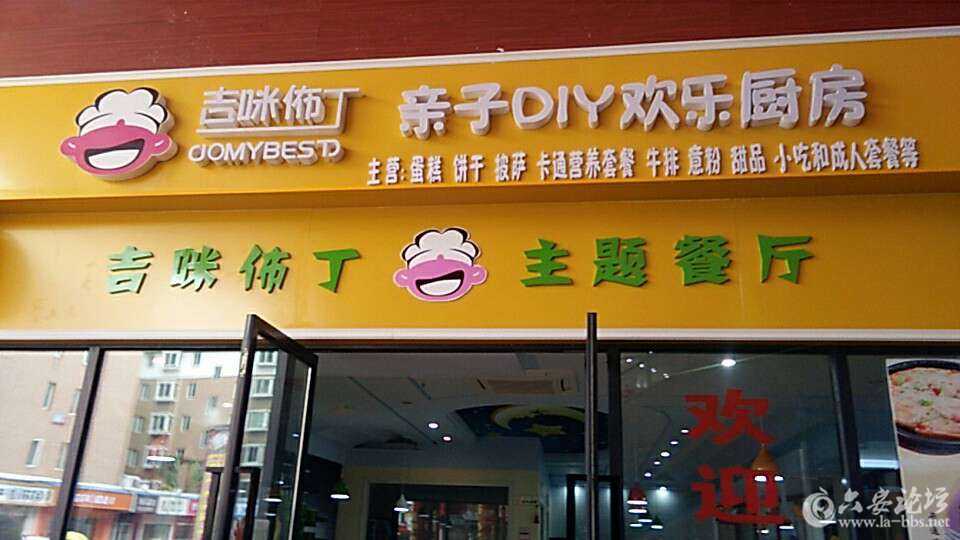 吉咪佈丁
JOMYBEST
亲子DIY欢乐厨房
主营:蛋糕 饼干 披萨 卡通营养套餐 牛排 意粉 甜品 小吃和成人套餐等
吉咪佈丁 主题餐厅
欢迎
六安论坛
www.la-bbs.net